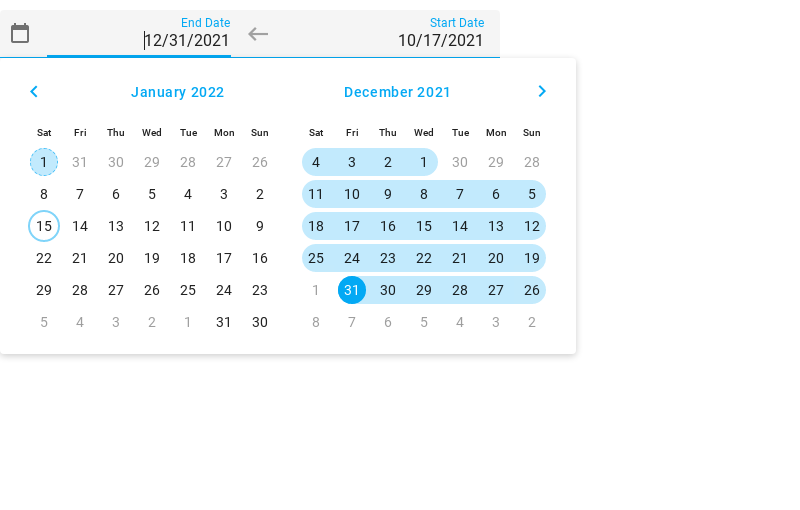 End Date Start Date
12/31/2021 10/17/2021
January 2022 December 2021
Sat Fri Thu Wed Tue Mon Sun Sat Fri Thu Wed Tue Mon Sun
1 31 30 29 28 27 26 4 3 2 1 30 29 28
8 7 6 5 4 3 2 11 10 9 8 7 6 5
15 14 13 12 11 10 9 18 17 16 15 14 13 12
22 21 20 19 18 17 16 25 24 23 22 21 20 19
29 28 27 26 25 24 23 1 31 30 29 28 27 26
5 4 3 2 1 31 30 8 7 6 5 4 3 2